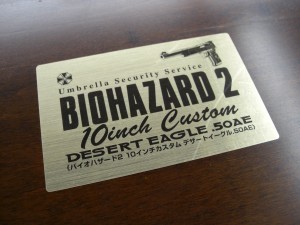 Umbrella Security Service
BIOHAZARD 2
10inch Custom
DESERT EAGLE .50AE
(バイオハザード2 10インチカスタム デザートイーグル.50AE)